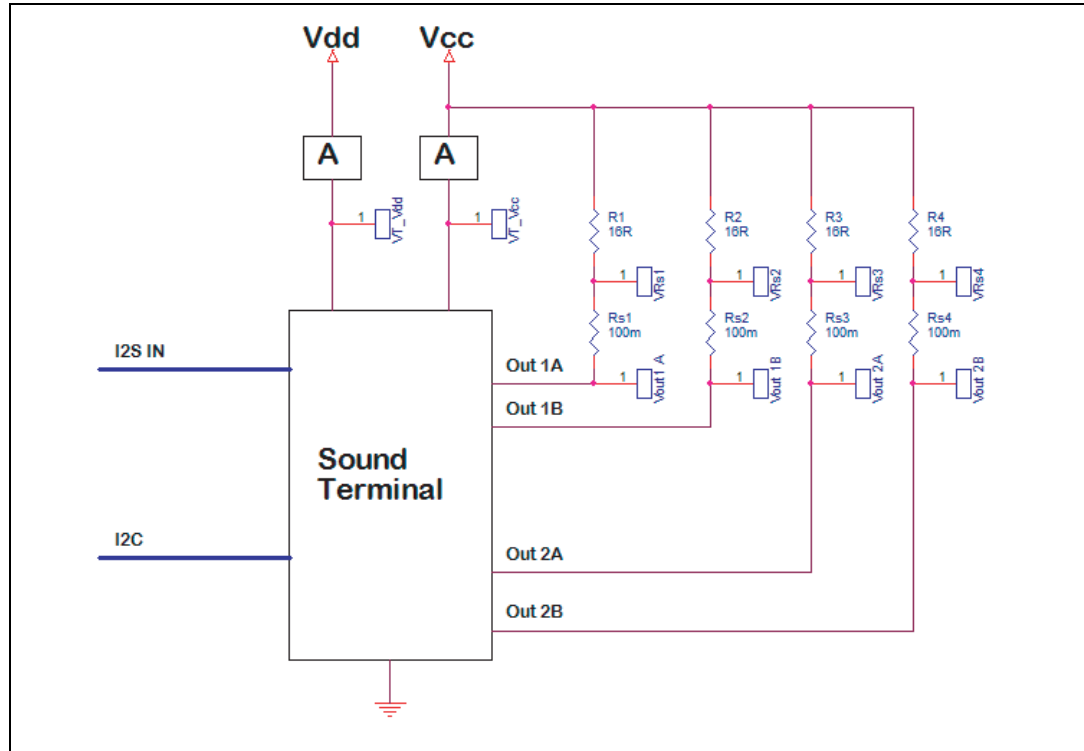 Vdd
Vcc
A
A
1
VT_Vdd
1
VT_Vcc
R1
16R
R2
16R
R3
16R
R4
16R
1
VRs1
1
VRs2
1
VRs3
1
VRs4
Rs1
100m
Rs2
100m
Rs3
100m
Rs4
100m
I2S IN
Out 1A
1
Vout1 A
1
Vout 1B
1
Vout 2A
1
Vout 2B
Out 1B
Sound
Terminal
I2C
Out 2A
Out 2B